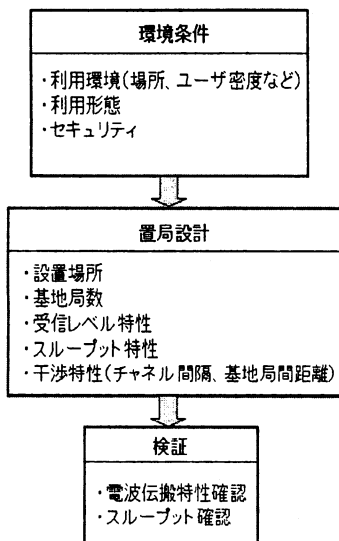 環境条件
・利用環境(場所、ユーザ密度など)
・利用形態
・セキュリティ
置局設計
・設置場所
・基地局数
・受信レベル特性
・スループット特性
・干渉特性(チャネル間隔、基地局間距離)
検証
・電波伝搬特性確認
・スループット確認